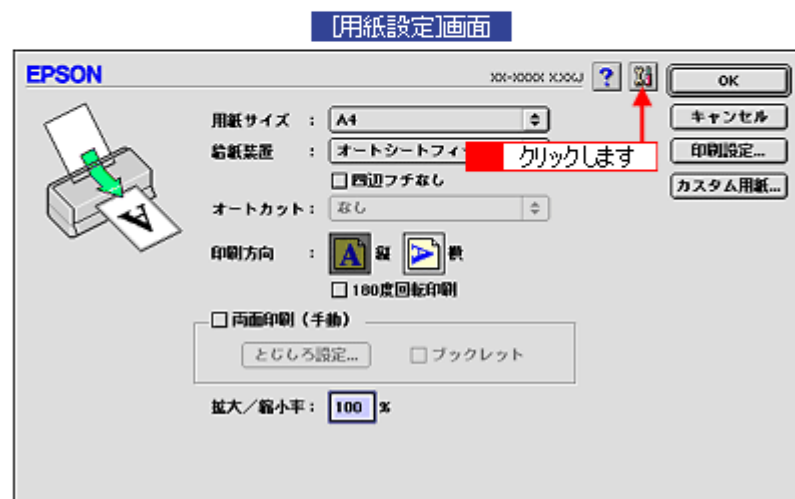 [用紙設定]画面
EPSON
XX-XXXX XXXJ
?
OK
用紙サイズ : A4
キャンセル
給紙装置 : オートシートフィ
クリックします
印刷設定...
四辺フチなし
カスタム用紙...
オートカット : なし
印刷方向 : A 縦 A 横
180度回転印刷
両面印刷(手動)
とじしろ設定...
ブックレット
拡大/縮小率 : 100 %
A